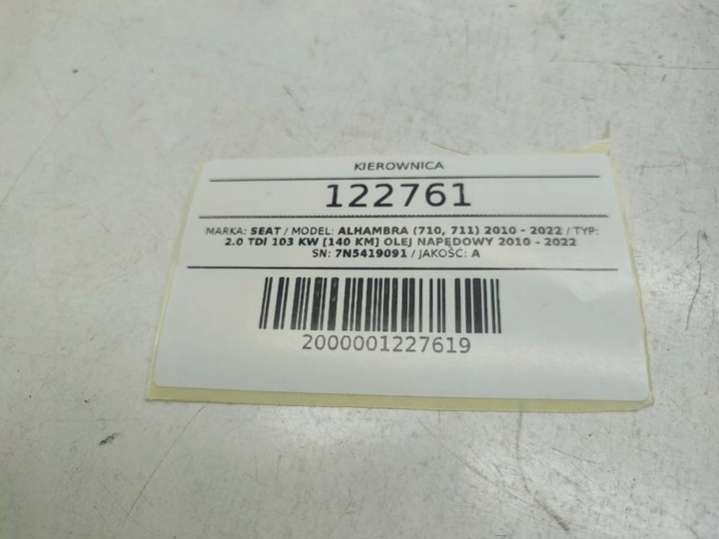 KIEROWNICA
122761
MARKA: SEAT / MODEL: ALHAMBRA (710, 711) 2010 - 2022 / TYP:
2.0 TDI 103 KW [140 KM] OLEJ NAPĘDOWY 2010 - 2022
SN: 7N5419091 / JAKOŚĆ: A
2000001227619